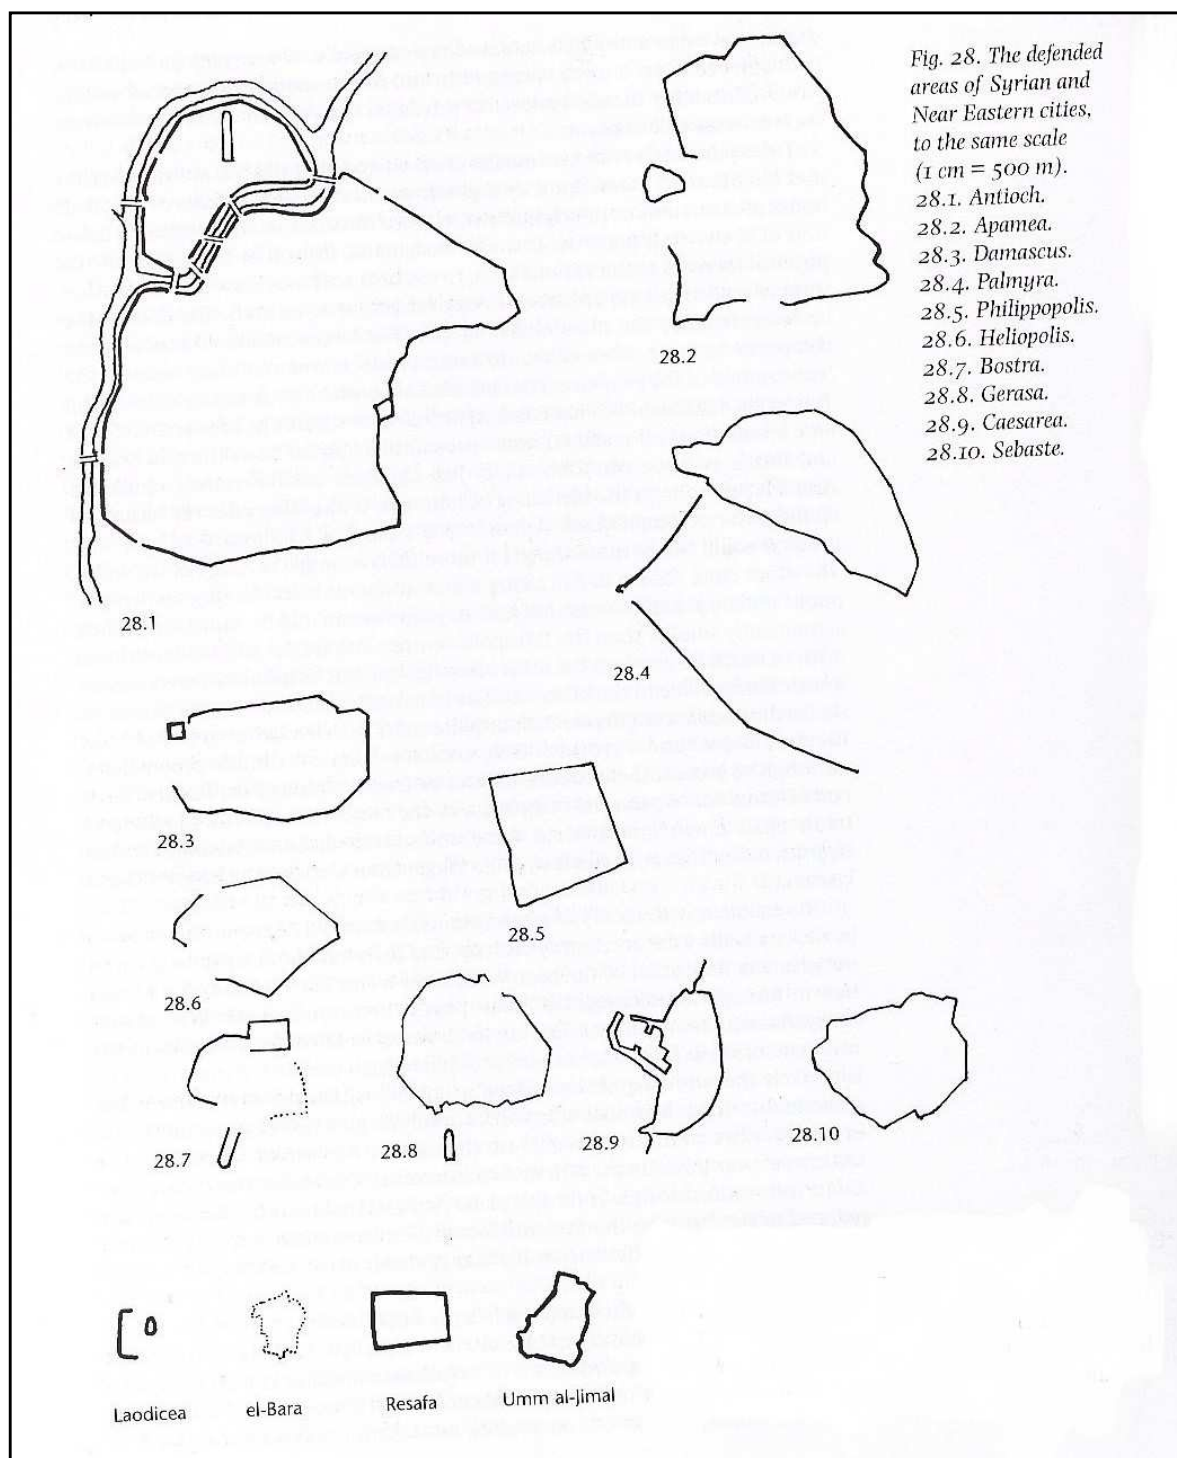 Fig. 28. The defended
areas of Syrian and
Near Eastern cities,
to the same scale
(1 cm = 500 m).
28.1. Antioch.
28.2. Apamea.
28.3. Damascus.
28.4. Palmyra.
28.5. Philippopolis.
28.6. Heliopolis.
28.7. Bostra.
28.8. Gerasa.
28.9. Caesarea.
28.10. Sebaste.
28.1
28.2
28.4
28.3
28.5
28.6
28.7
28.8
28.9
28.10
Laodicea
el-Bara
Resafa
Umm al-Jimal